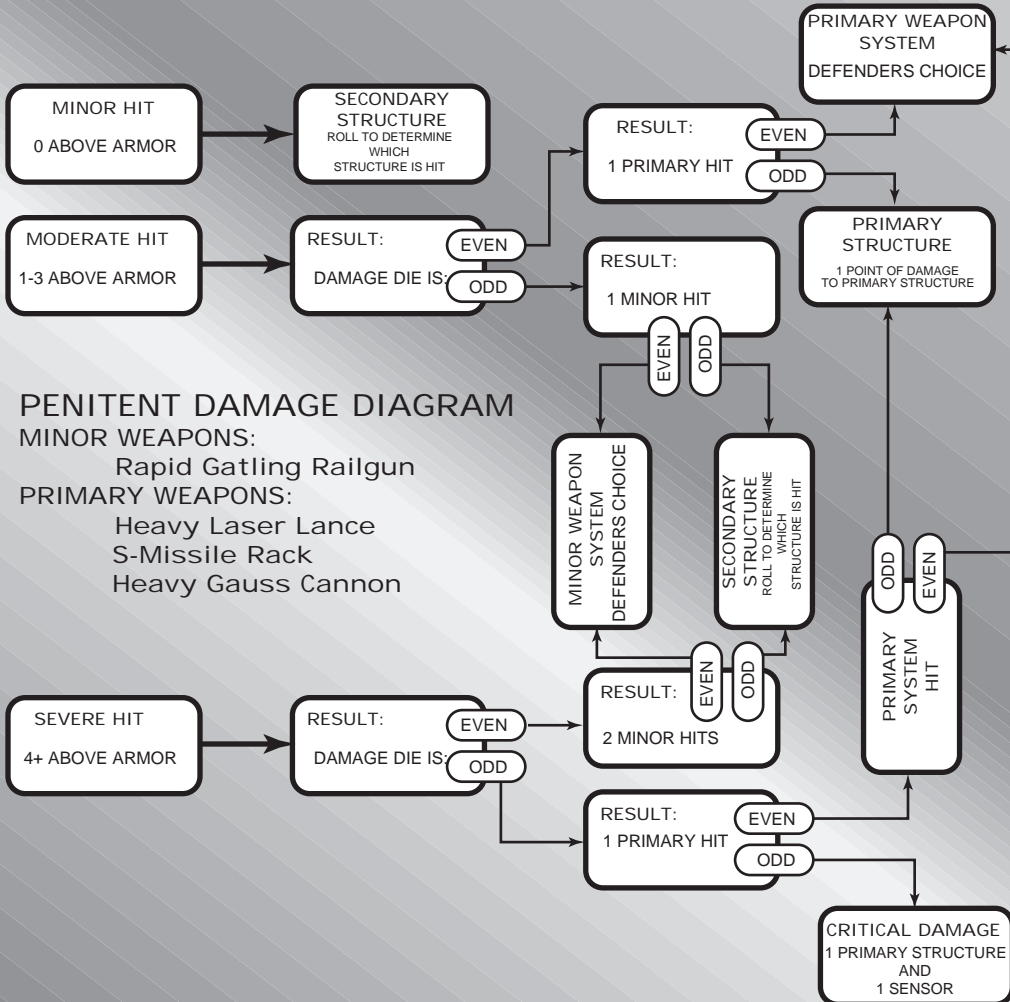 PRIMARY WEAPON
SYSTEM
DEFENDERS CHOICE
MINOR HIT
0 ABOVE ARMOR
SECONDARY
STRUCTURE
ROLL TO DETERMINE
WHICH
STRUCTURE IS HIT
RESULT:
1 PRIMARY HIT
EVEN
ODD
MODERATE HIT
1-3 ABOVE ARMOR
RESULT:
DAMAGE DIE IS:
EVEN
ODD
RESULT:
1 MINOR HIT
EVEN
ODD
PRIMARY
STRUCTURE
1 POINT OF DAMAGE
TO PRIMARY STRUCTURE
PENITENT DAMAGE DIAGRAM
MINOR WEAPONS:
Rapid Gatling Railgun
PRIMARY WEAPONS:
Heavy Laser Lance
S-Missile Rack
Heavy Gauss Cannon
MINOR WEAPON
SYSTEM
DEFENDERS CHOICE
SECONDARY
STRUCTURE
ROLL TO DETERMINE
WHICH
STRUCTURE IS HIT
ODD
EVEN
PRIMARY
SYSTEM
HIT
SEVERE HIT
4+ ABOVE ARMOR
RESULT:
DAMAGE DIE IS:
EVEN
ODD
RESULT:
2 MINOR HITS
EVEN
ODD
RESULT:
1 PRIMARY HIT
EVEN
ODD
CRITICAL DAMAGE
1 PRIMARY STRUCTURE
AND
1 SENSOR